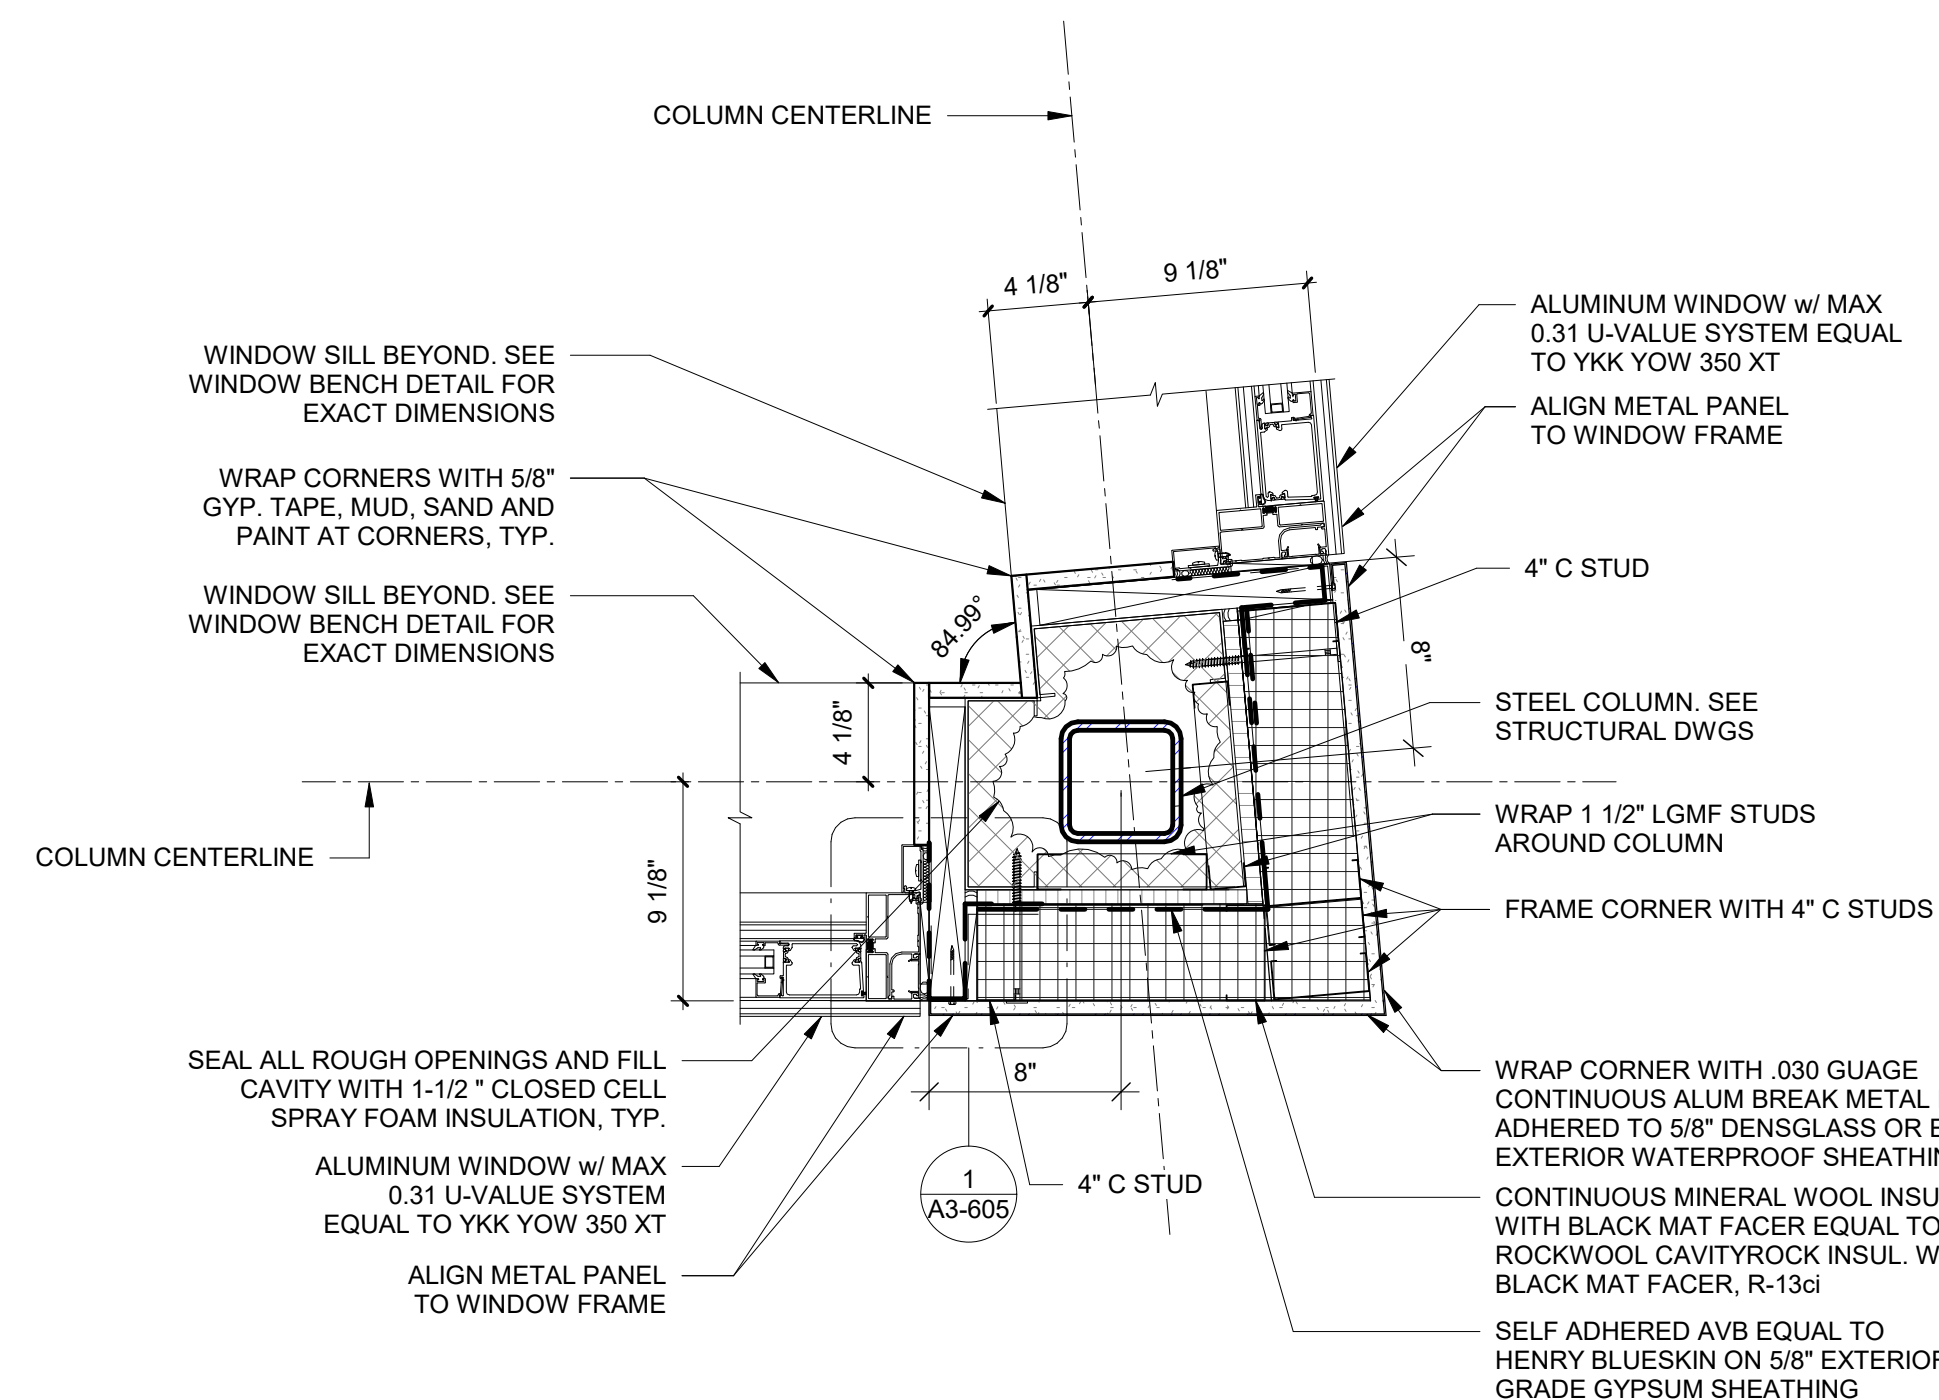 COLUMN CENTERLINE
4 1/8"
9 1/8"
WINDOW SILL BEYOND. SEE
WINDOW BENCH DETAIL FOR
EXACT DIMENSIONS
WRAP CORNERS WITH 5/8"
GYP. TAPE, MUD, SAND AND
PAINT AT CORNERS, TYP.
WINDOW SILL BEYOND. SEE
WINDOW BENCH DETAIL FOR
EXACT DIMENSIONS
84.99°
4 1/8"
COLUMN CENTERLINE
9 1/8"
SEAL ALL ROUGH OPENINGS AND FILL
CAVITY WITH 1-1/2 " CLOSED CELL
SPRAY FOAM INSULATION, TYP.
ALUMINUM WINDOW w/ MAX
0.31 U-VALUE SYSTEM
EQUAL TO YKK YOW 350 XT
ALIGN METAL PANEL
TO WINDOW FRAME
8"
1
A3-605
4" C STUD
ALUMINUM WINDOW w/ MAX
0.31 U-VALUE SYSTEM EQUAL
TO YKK YOW 350 XT
ALIGN METAL PANEL
TO WINDOW FRAME
4" C STUD
8"
STEEL COLUMN. SEE
STRUCTURAL DWGS
WRAP 1 1/2" LGMF STUDS
AROUND COLUMN
FRAME CORNER WITH 4" C STUDS
WRAP CORNER WITH .030 GUAGE
CONTINUOUS ALUM BREAK METAL
ADHERED TO 5/8" DENSGLASS OR
EXTERIOR WATERPROOF
CONTINUOUS MINERAL WOOL
WITH BLACK MAT FACER EQUAL TO
ROCKWOOL CAVITYROCK INSUL.
BLACK MAT FACER, R-13ci
SELF ADHERED AVB EQUAL TO
HENRY BLUESKIN ON 5/8" EXTERIOR
GRADE GYPSUM SHEATHING